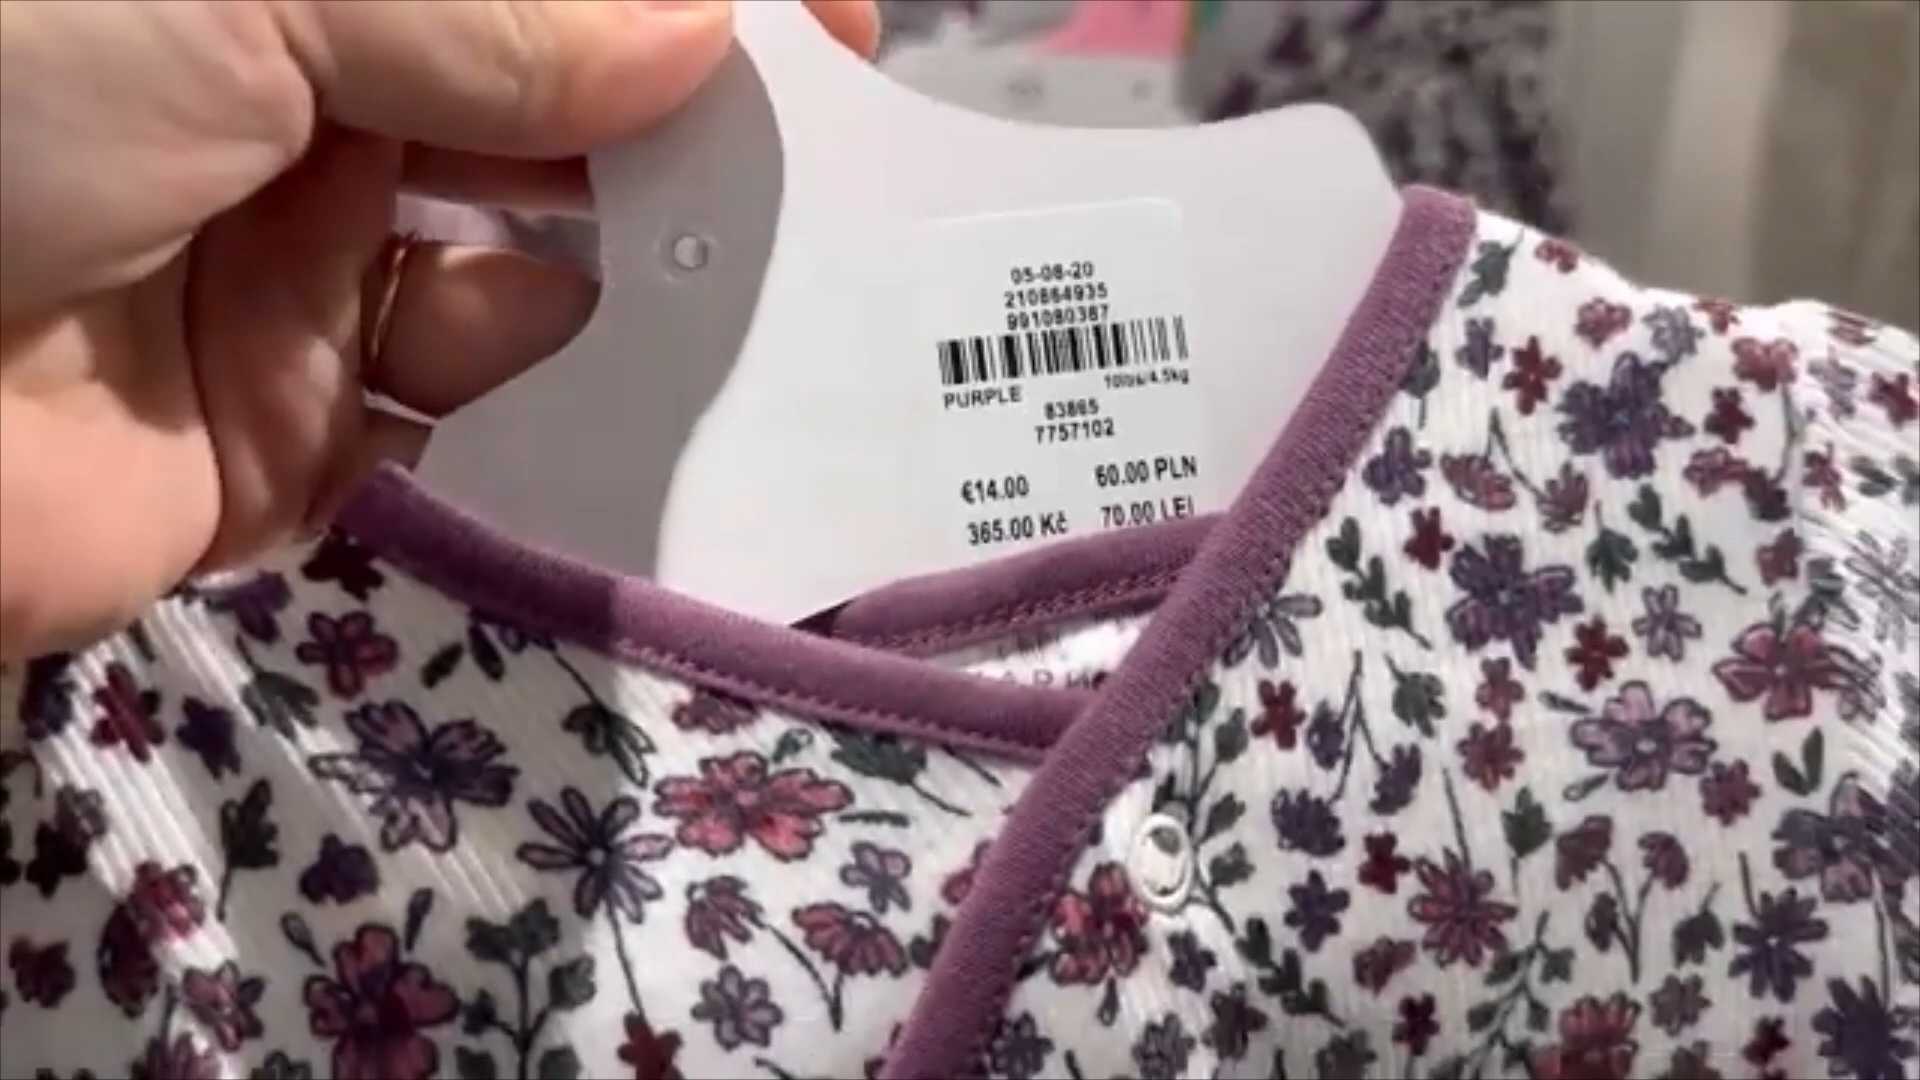 05-08-20
210864935
991080387
PURPLE 10lbs/4.5kg
83865
7757102
€14.00 60.00 PLN
365.00 Kč 70.00 LEI